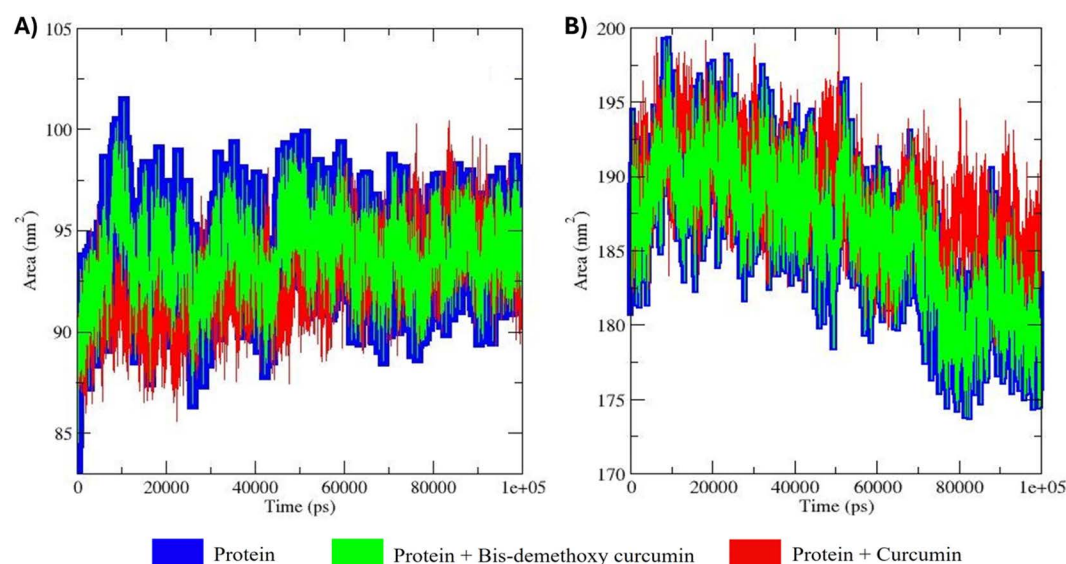 A)
105
100
95
90
85
Area (nm²)
0 20000 40000 60000 80000 1e+05
Time (ps)
B)
200
195
190
185
180
175
170
Area (nm²)
0 20000 40000 60000 80000 1e+05
Time (ps)
Protein Protein + Bis-demethoxy curcumin Protein + Curcumin